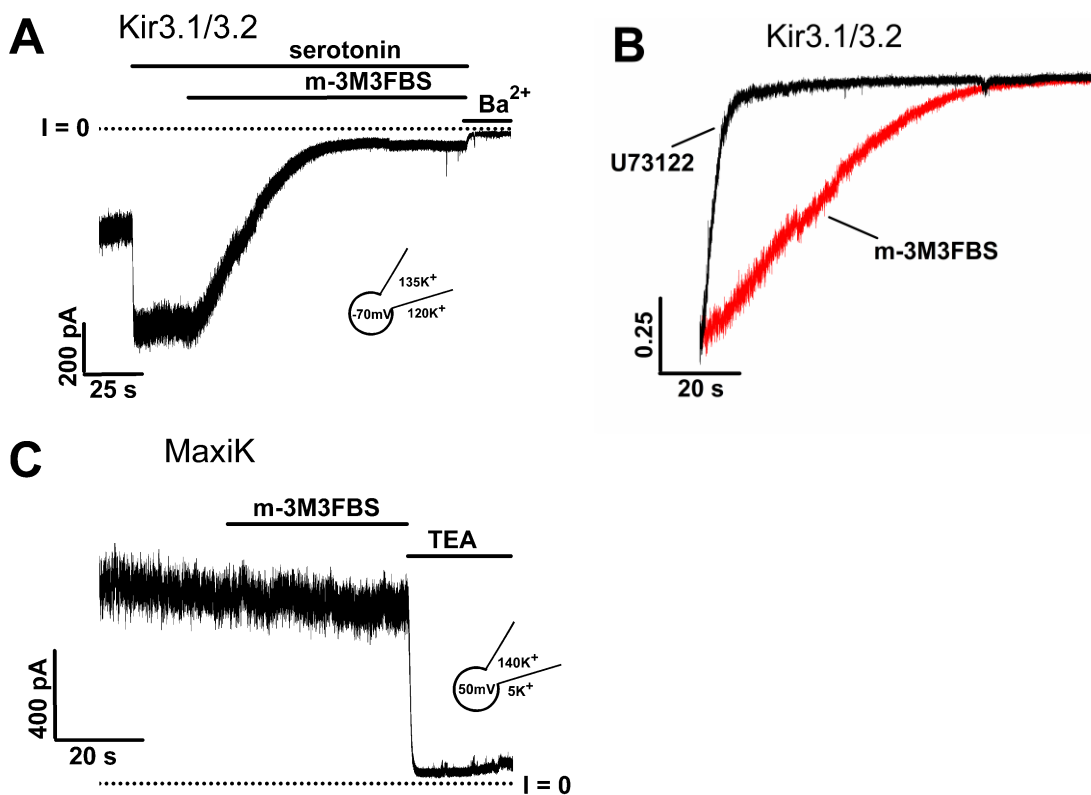 A
Kir3.1/3.2
serotonin
m-3M3FBS
Ba2+
I = 0
135K+
-70mV
120K+
200 pA
25 s
B
Kir3.1/3.2
U73122
m-3M3FBS
0.25
20 s
C
MaxiK
m-3M3FBS
TEA
140K+
50mV
5K+
400 pA
20 s
I = 0